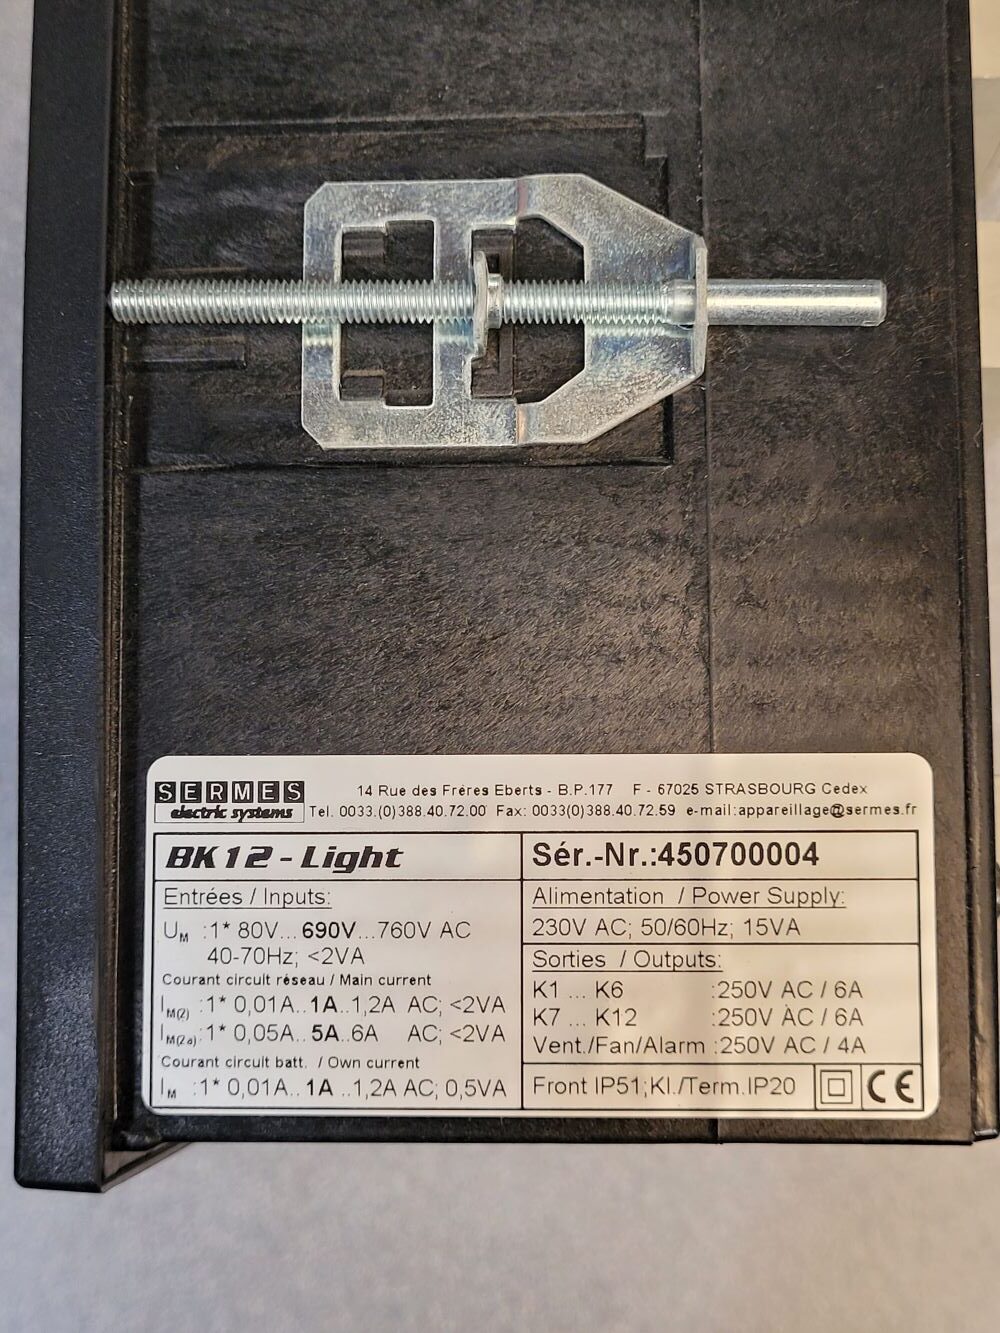 SERMES
electric systems
14 Rue des Fréres Eberts - B.P.177 F - 67025 STRASBOURG Cedex
Tel. 0033.(0)388.40.72.00 Fax: 0033(0)388.40.72.59 e-mail:appareillage@sermes.fr
BK12-Light
Sér.-Nr.:450700004
Entrées / Inputs:
UM :1* 80V... 690V...760V AC
40-70Hz; <2VA
Courant circuit réseau / Main current
IM(2) :1* 0,01A.. 1A..1,2A AC; <2VA
IM(2a) :1* 0,05A.. 5A..6A AC; <2VA
Courant circuit batt. / Own current
IM :1* 0,01A.. 1A ..1,2A AC; 0,5VA
Alimentation / Power Supply:
230V AC; 50/60Hz; 15VA
Sorties / Outputs:
K1 ... K6 :250V AC / 6A
K7 ... K12 :250V AC / 6A
Vent./Fan/Alarm :250V AC / 4A
Front IP51;Kl./Term.IP20
CE